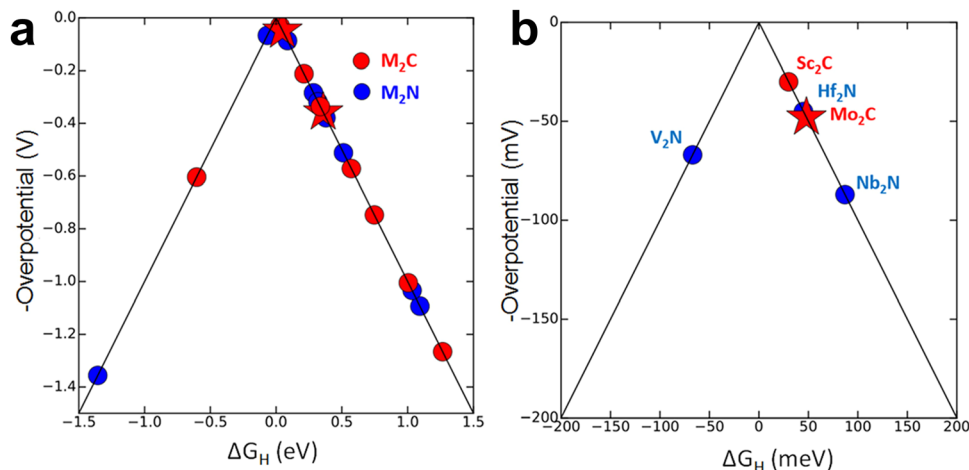 a
-Overpotential (V)
0.0
−0.2
−0.4
−0.6
−0.8
−1.0
−1.2
−1.4
M₂C
M₂N
−1.5
−1.0
−0.5
0.0
0.5
1.0
1.5
ΔG_H (eV)
b
-Overpotential (mV)
0
−50
−100
−150
−200
Sc₂C
Hf₂N
Mo₂C
V₂N
Nb₂N
−200
−150
−100
−50
0
50
100
150
200
ΔG_H (meV)